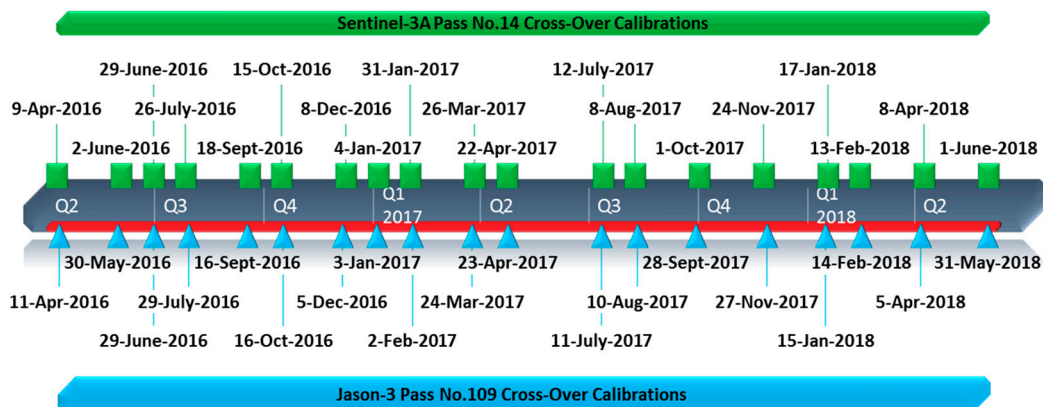 Sentinel-3A Pass No.14 Cross-Over Calibrations
29-June-2016 15-Oct-2016 31-Jan-2017 12-July-2017 17-Jan-2018
9-Apr-2016 26-July-2016 8-Dec-2016 26-Mar-2017 8-Aug-2017 24-Nov-2017 8-Apr-2018
2-June-2016 18-Sept-2016 4-Jan-2017 22-Apr-2017 1-Oct-2017 13-Feb-2018 1-June-2018
Q2 Q3 Q4 Q1 Q2 Q3 Q4 Q1 Q2
2017 2018
30-May-2016 16-Sept-2016 3-Jan-2017 23-Apr-2017 28-Sept-2017 14-Feb-2018 31-May-2018
11-Apr-2016 29-July-2016 5-Dec-2016 24-Mar-2017 10-Aug-2017 27-Nov-2017 5-Apr-2018
29-June-2016 16-Oct-2016 2-Feb-2017 11-July-2017 15-Jan-2018
Jason-3 Pass No.109 Cross-Over Calibrations